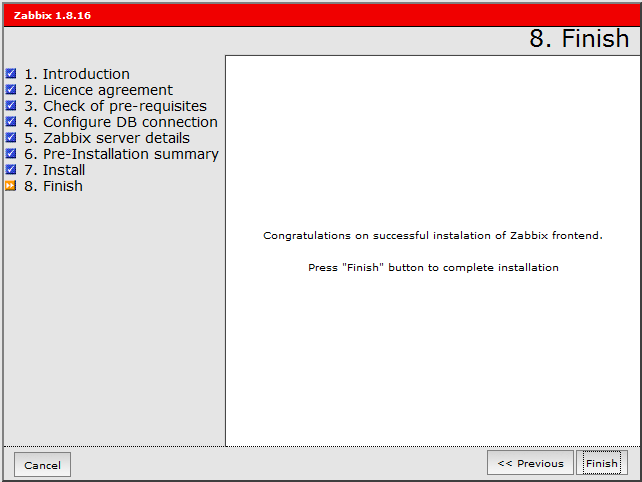 Zabbix 1.8.16
8. Finish
1. Introduction
2. Licence agreement
3. Check of pre-requisites
4. Configure DB connection
5. Zabbix server details
6. Pre-Installation summary
7. Install
8. Finish
Congratulations on successful instalation of Zabbix frontend.
Press "Finish" button to complete installation
Cancel
<< Previous
Finish